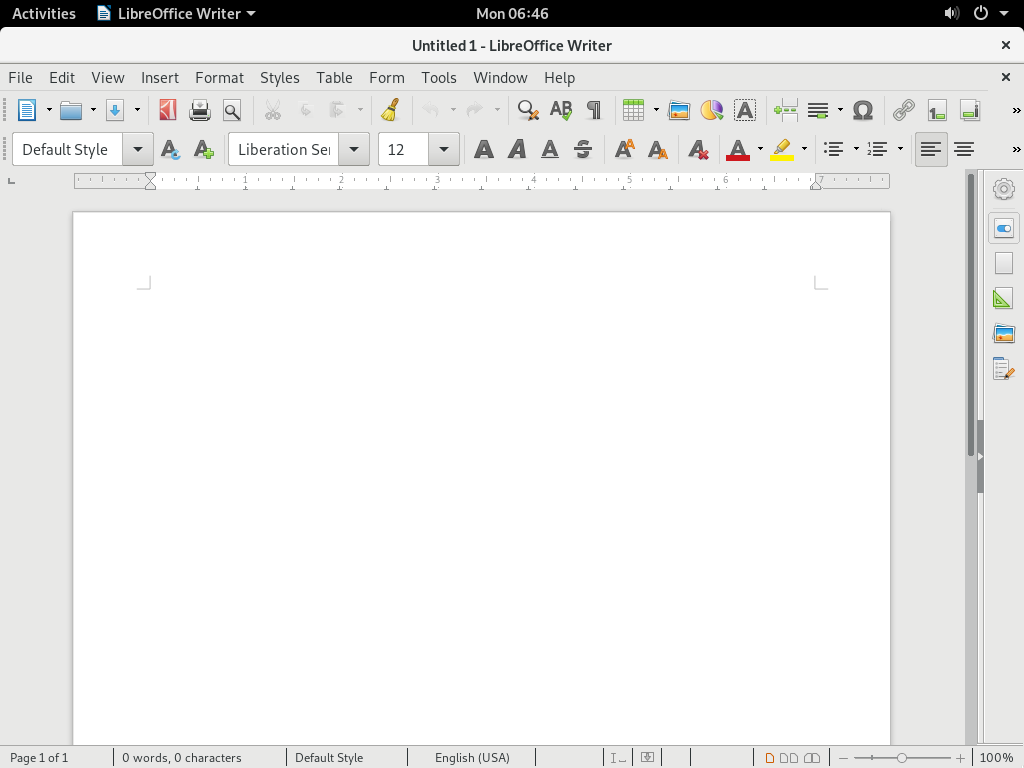 Activities LibreOffice Writer Mon 06:46
Untitled 1 - LibreOffice Writer
File Edit View Insert Format Styles Table Form Tools Window Help
Default Style Liberation Ser 12
1 2 3 4 5 6 7
Page 1 of 1 0 words, 0 characters Default Style English (USA) 100%